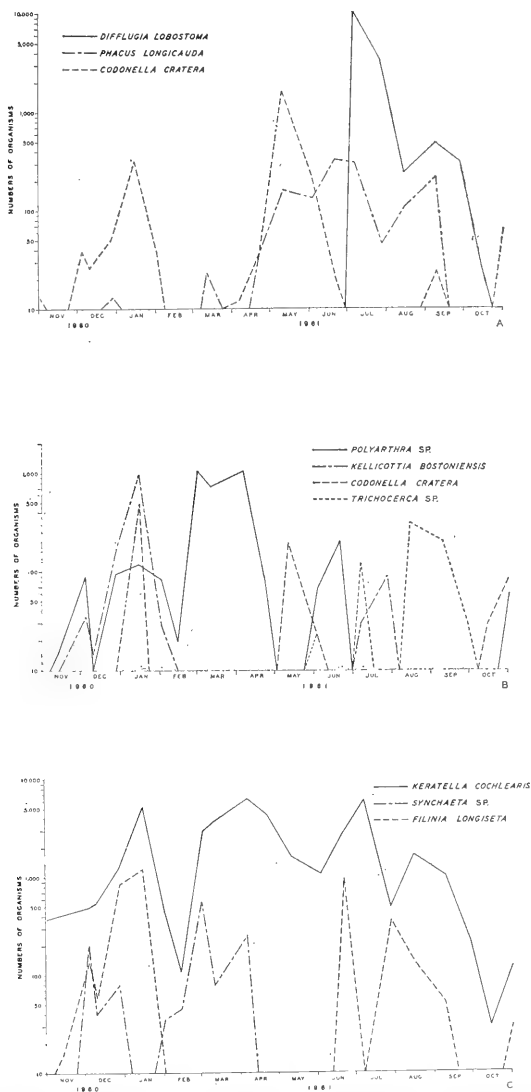 10,000
5,000
1,000
500
100
50
10
NUMBERS OF ORGANISMS
DIFFLUGIA LOBOSTOMA
PHACUS LONGICAUDA
CODONELLA CRATERA
NOV DEC JAN FEB MAR APR MAY JUN JUL AUG SEP OCT
1960 1961
A
1,000
500
100
50
10
NUMBERS OF ORGANISMS
POLYARTHRA SP.
KELLICOTTIA BOSTONIENSIS
CODONELLA CRATERA
TRICHOCERCA SP.
NOV DEC JAN FEB MAR APR MAY JUN JUL AUG SEP OCT
1960 1961
B
10,000
5,000
1,000
500
100
50
10
NUMBERS OF ORGANISMS
KERATELLA COCHLEARIS
SYNCHAETA SP.
FILINIA LONGISETA
NOV DEC JAN FEB MAR APR MAY JUN JUL AUG SEP OCT
1960 1961
C